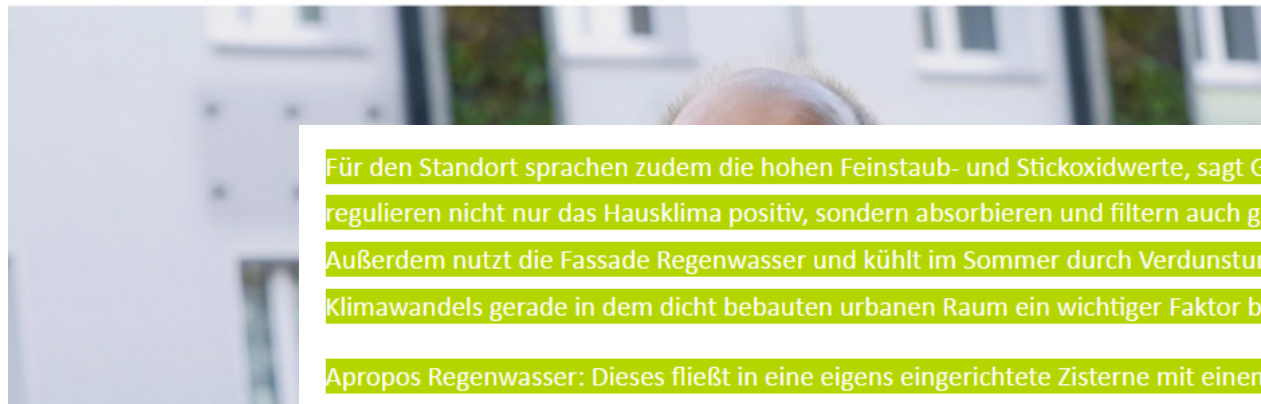 Für den Standort sprachen zudem die hohen Feinstaub- und Stickoxidwerte, sagt
regulieren nicht nur das Hausklima positiv, sondern absorbieren und filtern auch
Außerdem nutzt die Fassade Regenwasser und kühlt im Sommer durch
Klimawandels gerade in dem dicht bebauten urbanen Raum ein wichtiger Faktor
Apropos Regenwasser: Dieses fließt in eine eigens eingerichtete Zisterne mit